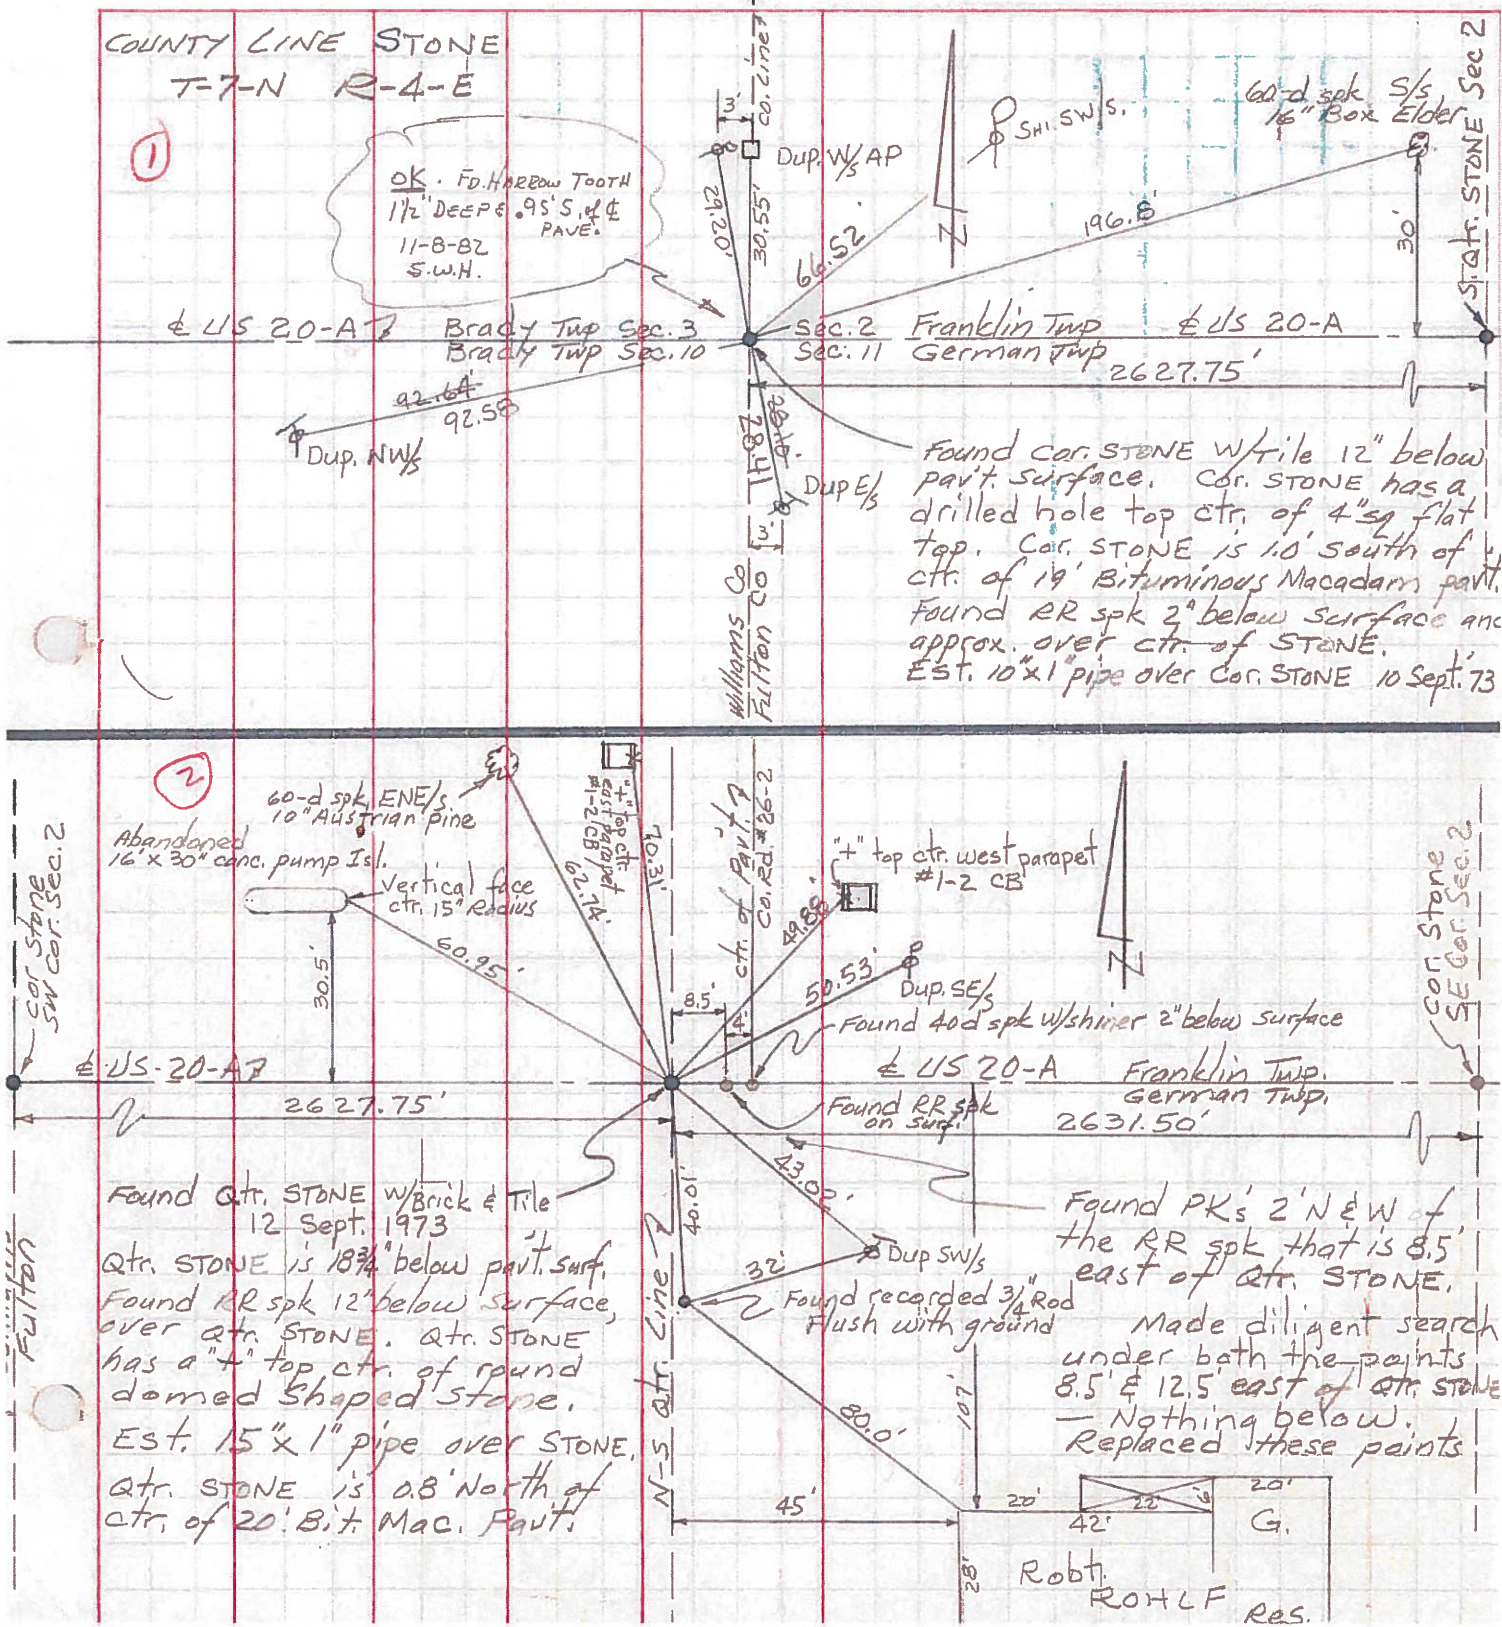 COUNTY LINE STONE
T-7-N R-4-E
1
OK. FD. HARROW TOOTH
1½" DEEP & .95' S. of ℄
PAVE.
11-8-82
S.W.H.
CO. Line
3'
Dup. W/s AP
29.20'
30.55'
66.52'
SHI. SW/S.
N
60-d spk S/s
16" Box Elder
196.8'
30'
S. Qtr. STONE Sec 2
℄ US 20-A
Brady Twp Sec. 3
Brady Twp Sec. 10
Sec. 2 Franklin Twp
Sec. 11 German Twp
℄ US 20-A
2627.75'
92.64'
92.58
Dup. NW/s
14.87
Dup E/s
3'
Williams Co
Fulton Co
Found Cor. STONE W/Tile 12" below
pav't. surface. Cor. STONE has a
drilled hole top ctr. of 4" sq flat
top. Cor. STONE is 1.0' south of
ctr. of 19' Bituminous Macadam pavt.
Found RR spk 2" below surface and
approx. over ctr. of STONE.
Est. 10"x1" pipe over Cor. STONE 10 Sept. '73
2
60-d spk, ENE/s
10" Austrian pine
Abandoned
16' x 30" conc. pump Isl.
Vertical face
ctr. 15" Radius
"+" top ctr.
east parapet
#1-2 CB
70.31'
62.74'
60.95'
30.5'
ctr. of Pav't.
Co. Rd. #26-2
"+" top ctr. west parapet
#1-2 CB
49.88'
50.53'
Dup. SE/s
8.5'
4'
Found 40d spk w/shiner 2" below surface
N
cor stone
SW Cor. Sec. 2
cor. Stone
SE Cor. Sec. 2
℄ US-20-A
℄ US 20-A
Franklin Twp.
German Twp.
2627.75'
Found RR spk
on surf.
2631.50'
Found Qtr. STONE w/Brick & Tile
12 Sept. 1973
Qtr. STONE is 18¾" below pavt. surf.
Found RR spk 12" below surface,
over Qtr. STONE. Qtr. STONE
has a "+" top ctr. of round
domed shaped stone.
Est. 15" x 1" pipe over STONE.
Qtr. STONE is 0.8' North of
ctr. of 20' Bit. Mac. Pavt.
Fulton
N-S Qtr. Line
40.01'
43.02'
32'
Dup SW/s
Found recorded 3/4" Rod
Flush with ground
80.0'
107'
45'
Found PK's 2' N & W of
the RR spk that is 8.5'
east of Qtr. STONE.
Made diligent search
under both the points
8.5' & 12.5' east of Qtr. STONE
— Nothing below.
Replaced these points
20'
22'
6'
20'
42'
G.
28'
Robt.
ROHLF
Res.